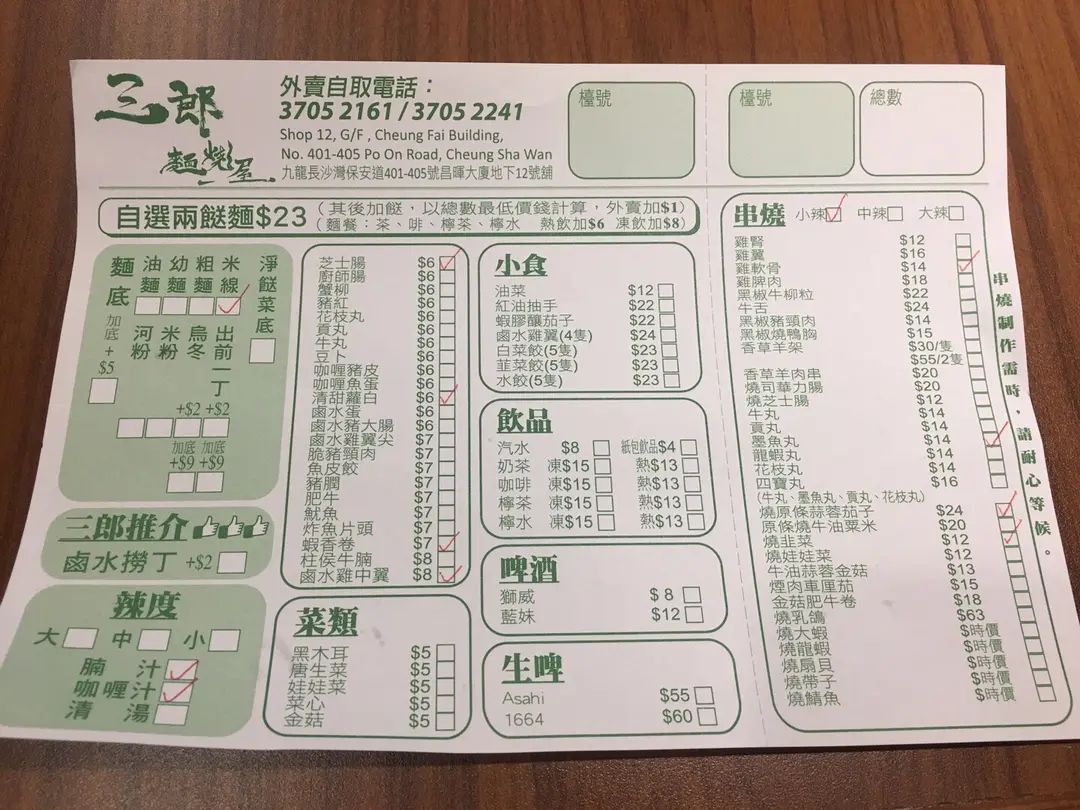 三郎
麵燒屋
外賣自取電話：
3705 2161 / 3705 2241
Shop 12, G/F , Cheung Fai Building,
No. 401-405 Po On Road, Cheung Sha Wan
九龍長沙灣保安道401-405號昌暉大廈地下12號舖
檯號
檯號
總數
自選兩餸麵$23
（其後加餸，以總數最低價錢計算，外賣加$1）
（麵餐：茶、啡、檸茶、檸水 熱飲加$6 凍飲加$8）
麵底
油麵 幼麵 粗麵 米線
淨餸菜底
加底+$5
河粉 米粉 烏冬 出前一丁
+$2 +$2
加底 加底
+$9 +$9
三郎推介
鹵水撈丁 +$2
辣度
大 中 小
腩汁
咖喱汁
清湯
芝士腸 $6
廚師腸 $6
蟹柳 $6
豬紅 $6
花枝丸 $6
貢丸 $6
牛丸 $6
豆卜 $6
咖喱豬皮 $6
咖喱魚蛋 $6
清甜蘿白 $6
鹵水蛋 $6
鹵水豬大腸 $6
鹵水雞翼尖 $7
脆豬頸肉 $7
魚皮餃 $7
豬膶 $7
肥牛 $7
魷魚 $7
炸魚片頭 $7
蝦香卷 $7
柱侯牛腩 $8
鹵水雞中翼 $8
菜類
黑木耳 $5
唐生菜 $5
娃娃菜 $5
菜心 $5
金菇 $5
小食
油菜 $12
紅油抽手 $22
蝦膠釀茄子 $22
鹵水雞翼(4隻) $24
白菜餃(5隻) $23
韮菜餃(5隻) $23
水餃(5隻) $23
飲品
汽水 $8 紙包飲品$4
奶茶 凍$15 熱$13
咖啡 凍$15 熱$13
檸茶 凍$15 熱$13
檸水 凍$15 熱$13
啤酒
獅威 $ 8
藍妹 $12
生啤
Asahi $55
1664 $60
串燒 小辣 中辣 大辣
雞腎 $12
雞翼 $16
雞軟骨 $14
雞脾肉 $18
黑椒牛柳粒 $22
牛舌 $24
黑椒豬頸肉 $14
黑椒燒鴨胸 $15
香草羊架 $30/隻
$55/2隻
香草羊肉串 $20
燒司華力腸 $20
燒芝士腸 $12
牛丸 $14
貢丸 $14
墨魚丸 $14
龍蝦丸 $14
花枝丸 $14
四寶丸 $16
（牛丸、墨魚丸、貢丸、花枝丸）
燒原條蒜蓉茄子 $24
原條燒牛油粟米 $20
燒韭菜 $12
燒娃娃菜 $12
牛油蒜蓉金菇 $13
煙肉車厘茄 $15
金菇肥牛卷 $18
燒乳鴿 $63
燒大蝦 $時價
燒龍蝦 $時價
燒扇貝 $時價
燒帶子 $時價
燒鯖魚 $時價
串燒制作需時，請耐心等候。